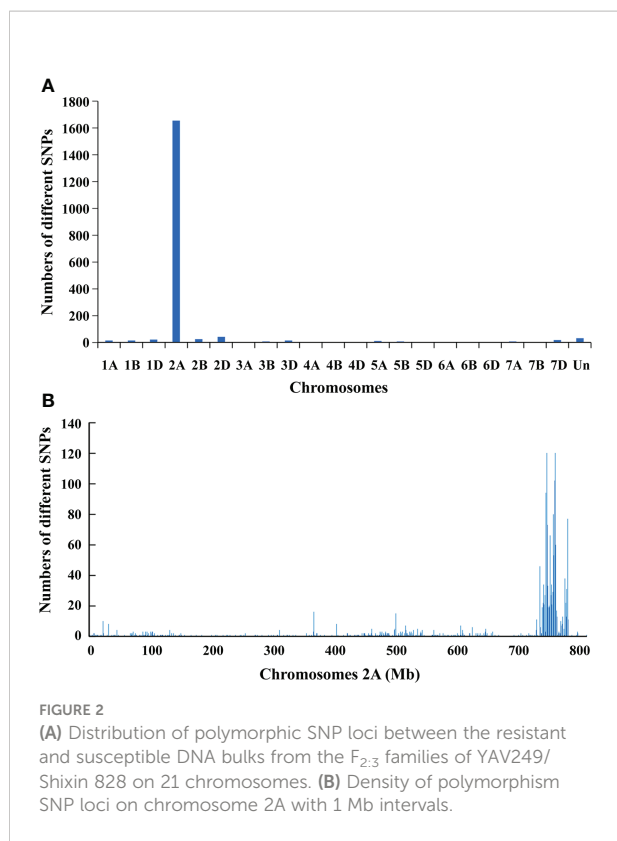 A
Numbers of different SNPs
1800
1600
1400
1200
1000
800
600
400
200
0
1A 1B 1D 2A 2B 2D 3A 3B 3D 4A 4B 4D 5A 5B 5D 6A 6B 6D 7A 7B 7D Un
Chromosomes
B
Numbers of different SNPs
140
120
100
80
60
40
20
0
0 100 200 300 400 500 600 700 800
Chromosomes 2A (Mb)
FIGURE 2
(A) Distribution of polymorphic SNP loci between the resistant
and susceptible DNA bulks from the F2:3 families of YAV249/
Shixin 828 on 21 chromosomes. (B) Density of polymorphism
SNP loci on chromosome 2A with 1 Mb intervals.